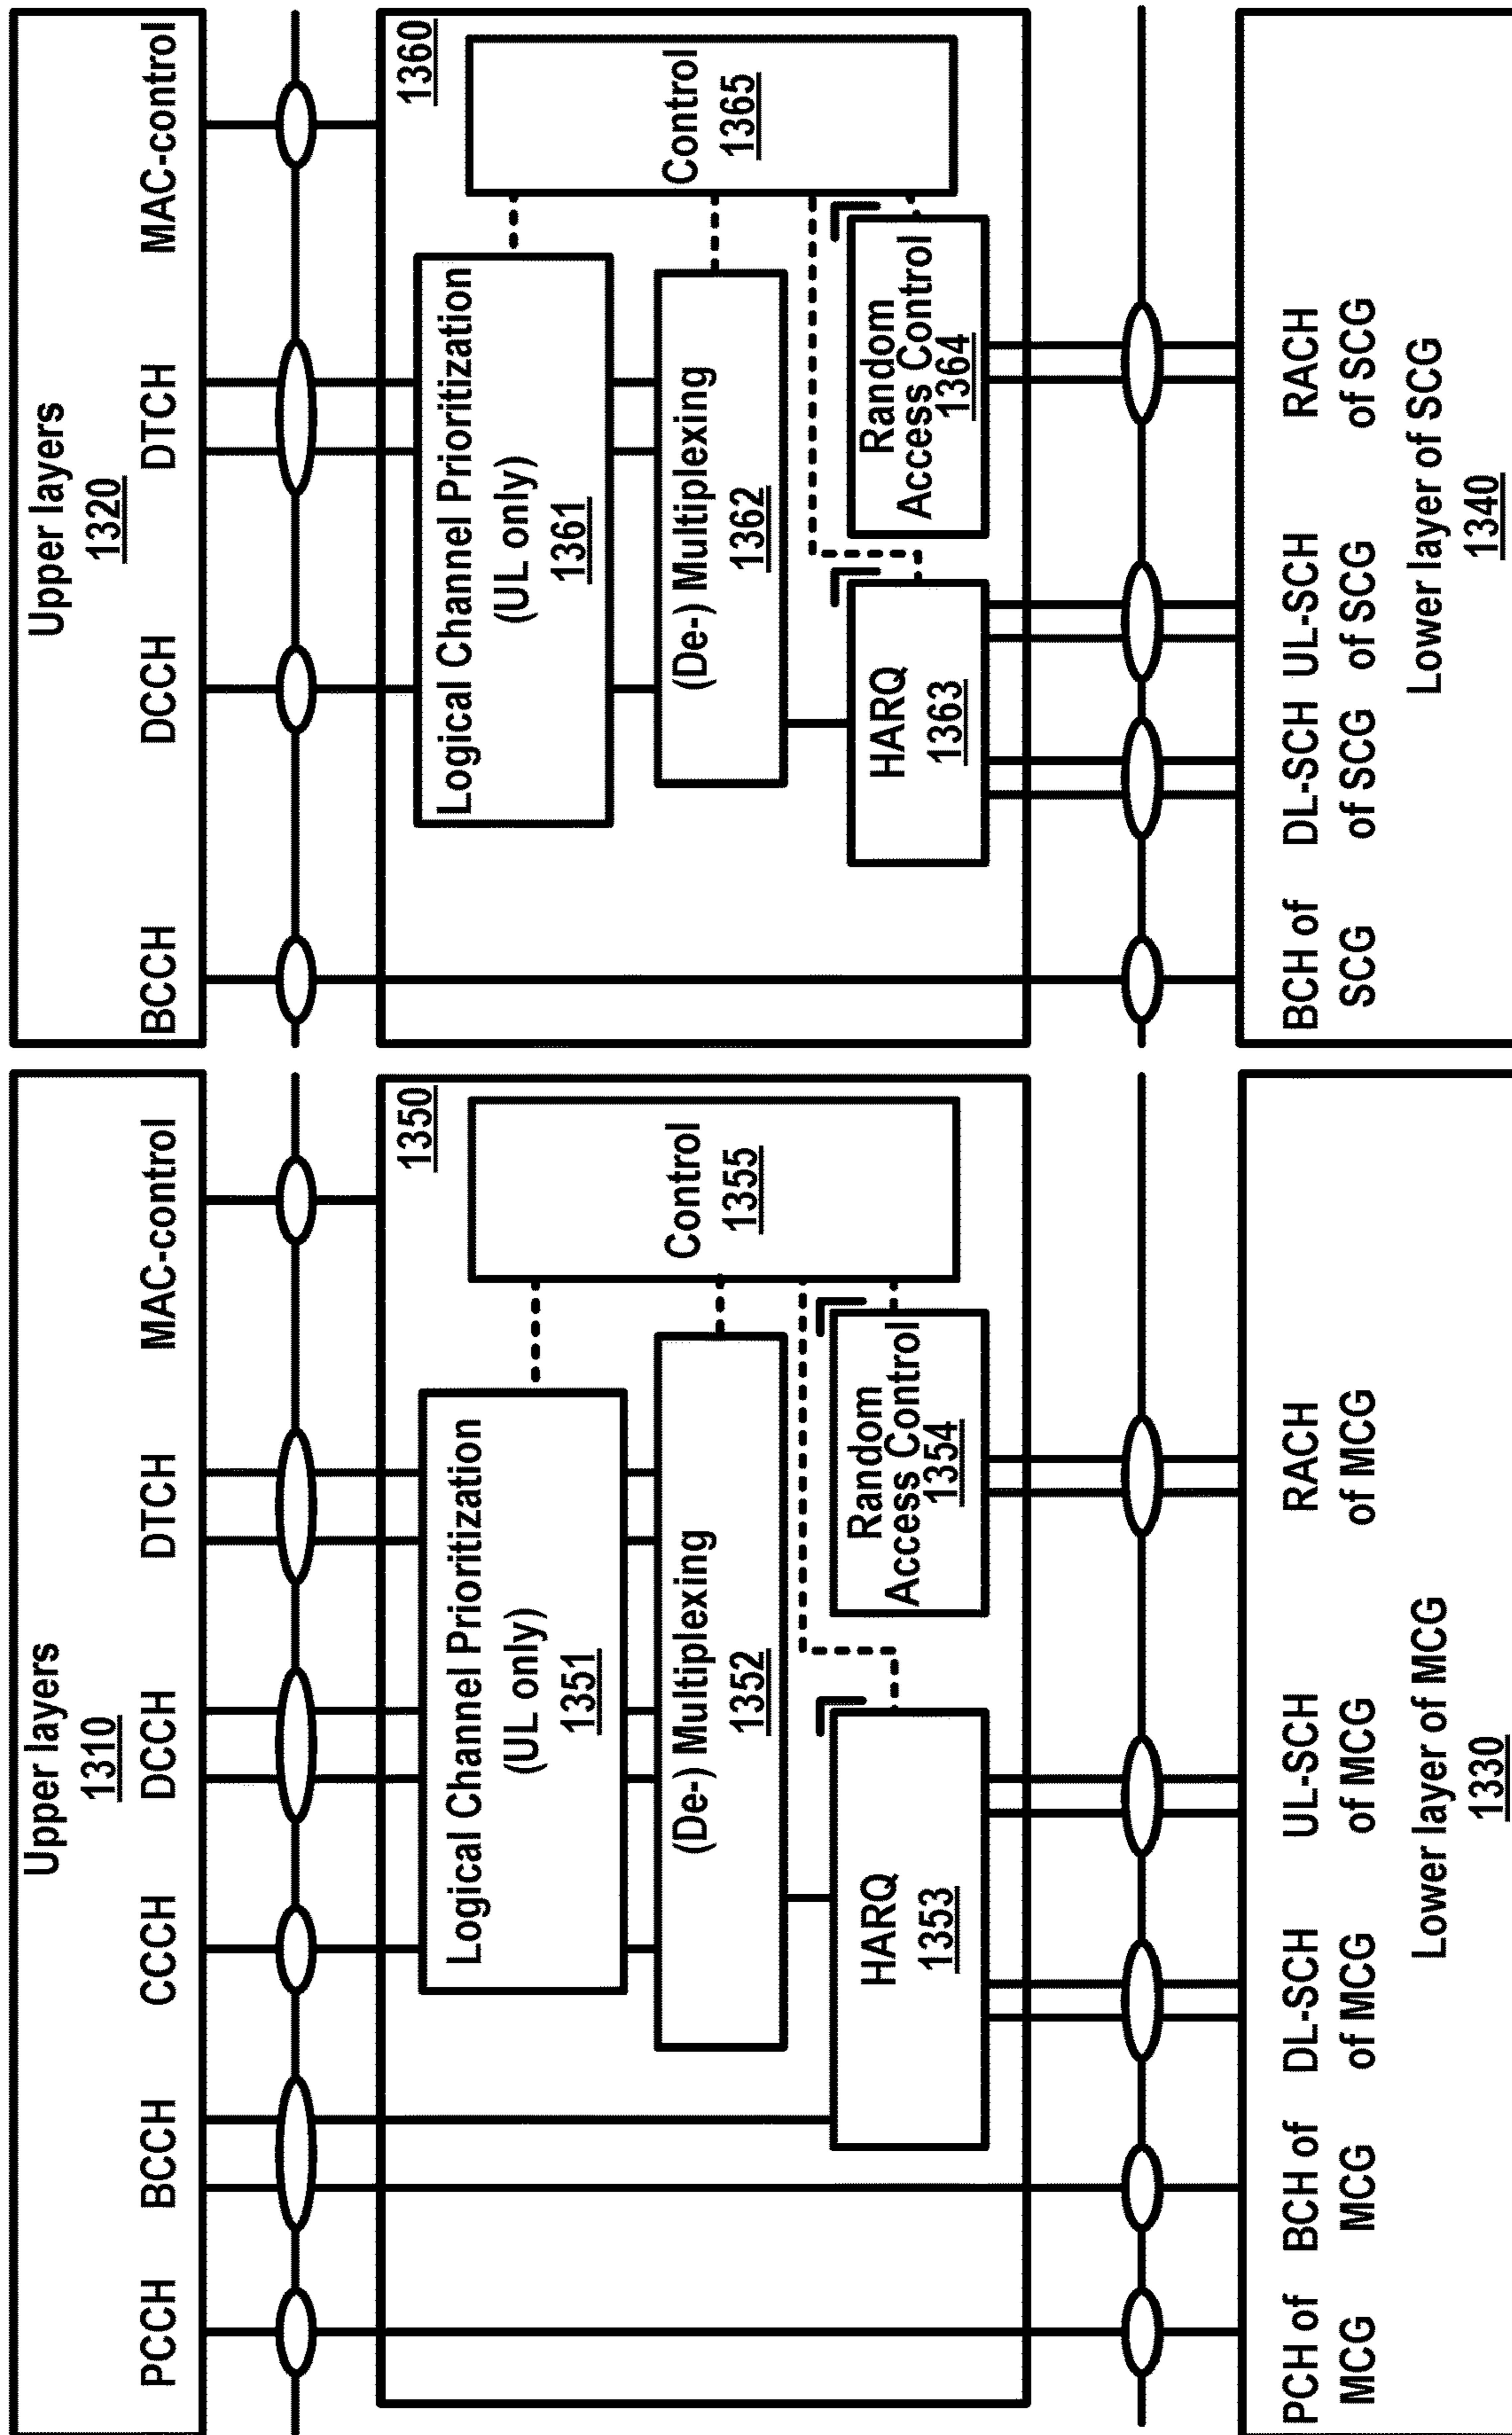 Upper layers
1310
PCCH
BCCH
CCCH
DCCH
DTCH
MAC-control
1350
Logical Channel Prioritization
(UL only)
1351
Control
1355
(De-) Multiplexing
1352
HARQ
1353
Random
Access Control
1354
PCH of
MCG
BCH of
MCG
DL-SCH
of MCG
UL-SCH
of MCG
RACH
of MCG
Lower layer of MCG
1330
Upper layers
1320
BCCH
DCCH
DTCH
MAC-control
1360
Logical Channel Prioritization
(UL only)
1361
Control
1365
(De-) Multiplexing
1362
HARQ
1363
Random
Access Control
1364
BCH of
SCG
DL-SCH
of SCG
UL-SCH
of SCG
RACH
of SCG
Lower layer of SCG
1340